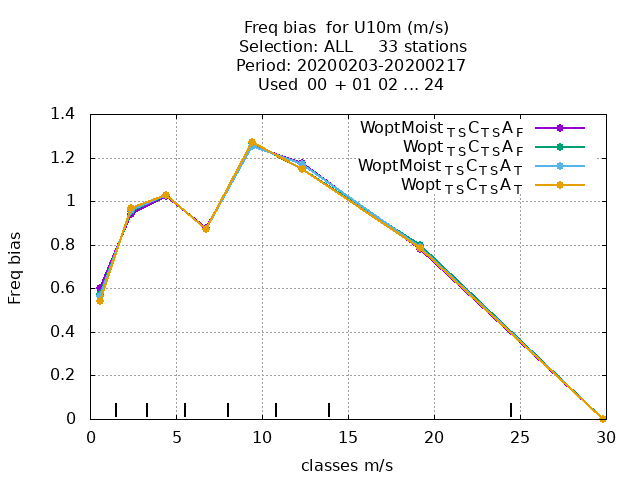 Freq bias for U10m (m/s)
Selection: ALL 33 stations
Period: 20200203-20200217
Used 00 + 01 02 ... 24
WoptMoist TS C TS A F
Wopt TS C TS A F
WoptMoist TS C TS A T
Wopt TS C TS A T
1.4
1.2
1
0.8
0.6
0.4
0.2
0
Freq bias
0 5 10 15 20 25 30
classes m/s